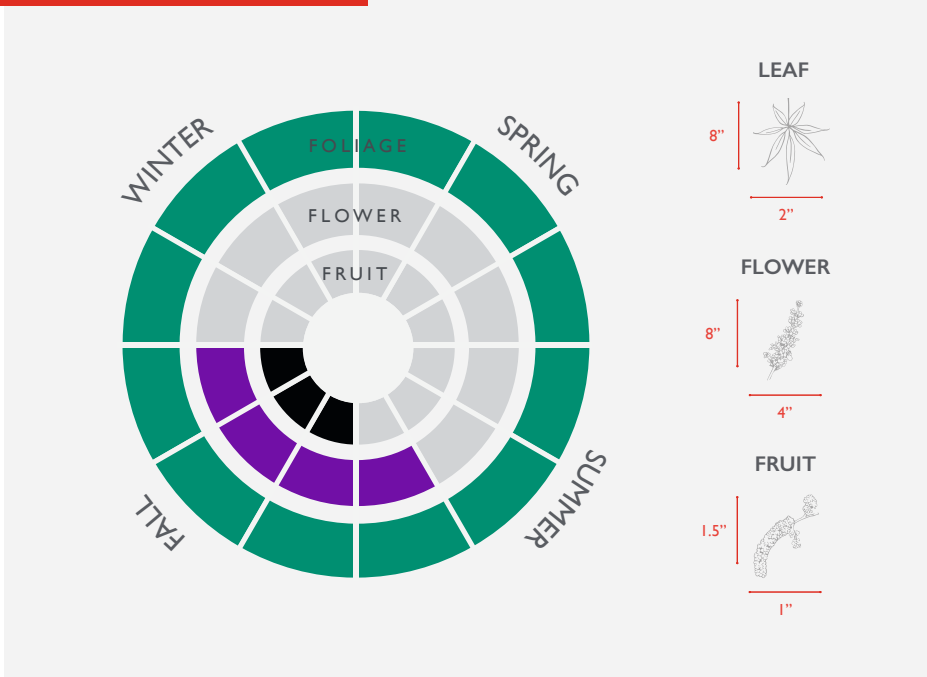 WINTER
SPRING
FOLIAGE
FLOWER
FRUIT
FALL
SUMMER
LEAF
8”
2”
FLOWER
8”
4”
FRUIT
1.5”
1”